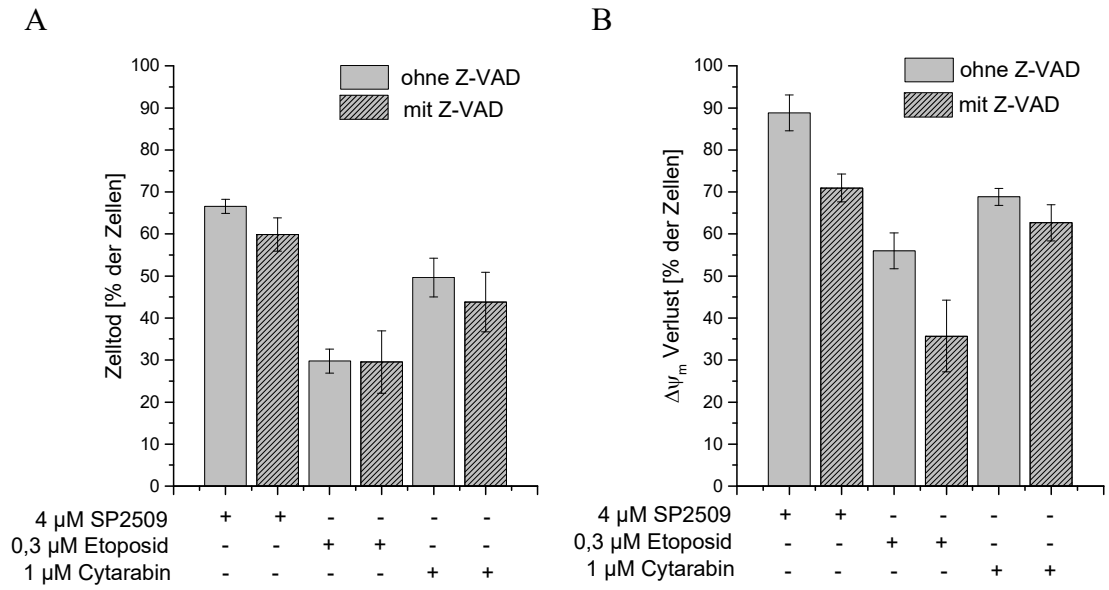 A
ohne Z-VAD
mit Z-VAD
100
90
80
70
60
50
40
30
20
10
0
Zelltod [% der Zellen]
4 µM SP2509 + + - - - -
0,3 µM Etoposid - - + + - -
1 µM Cytarabin - - - - + +
B
ohne Z-VAD
mit Z-VAD
100
90
80
70
60
50
40
30
20
10
0
Δψm Verlust [% der Zellen]
4 µM SP2509 + + - - - -
0,3 µM Etoposid - - + + - -
1 µM Cytarabin - - - - + +